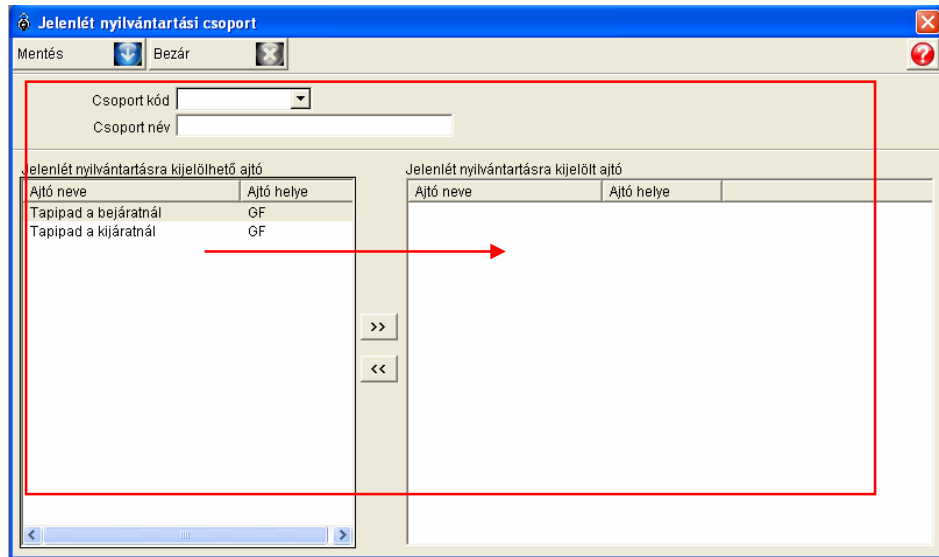 Jelenlét nyilvántartási csoport
Mentés Bezár
Csoport kód
Csoport név
Jelenlét nyilvántartásra kijelölhető ajtó
Ajtó neve Ajtó helye
Tapipad a bejáratnál GF
Tapipad a kijáratnál GF
>>
<<
Jelenlét nyilvántartásra kijelölt ajtó
Ajtó neve Ajtó helye